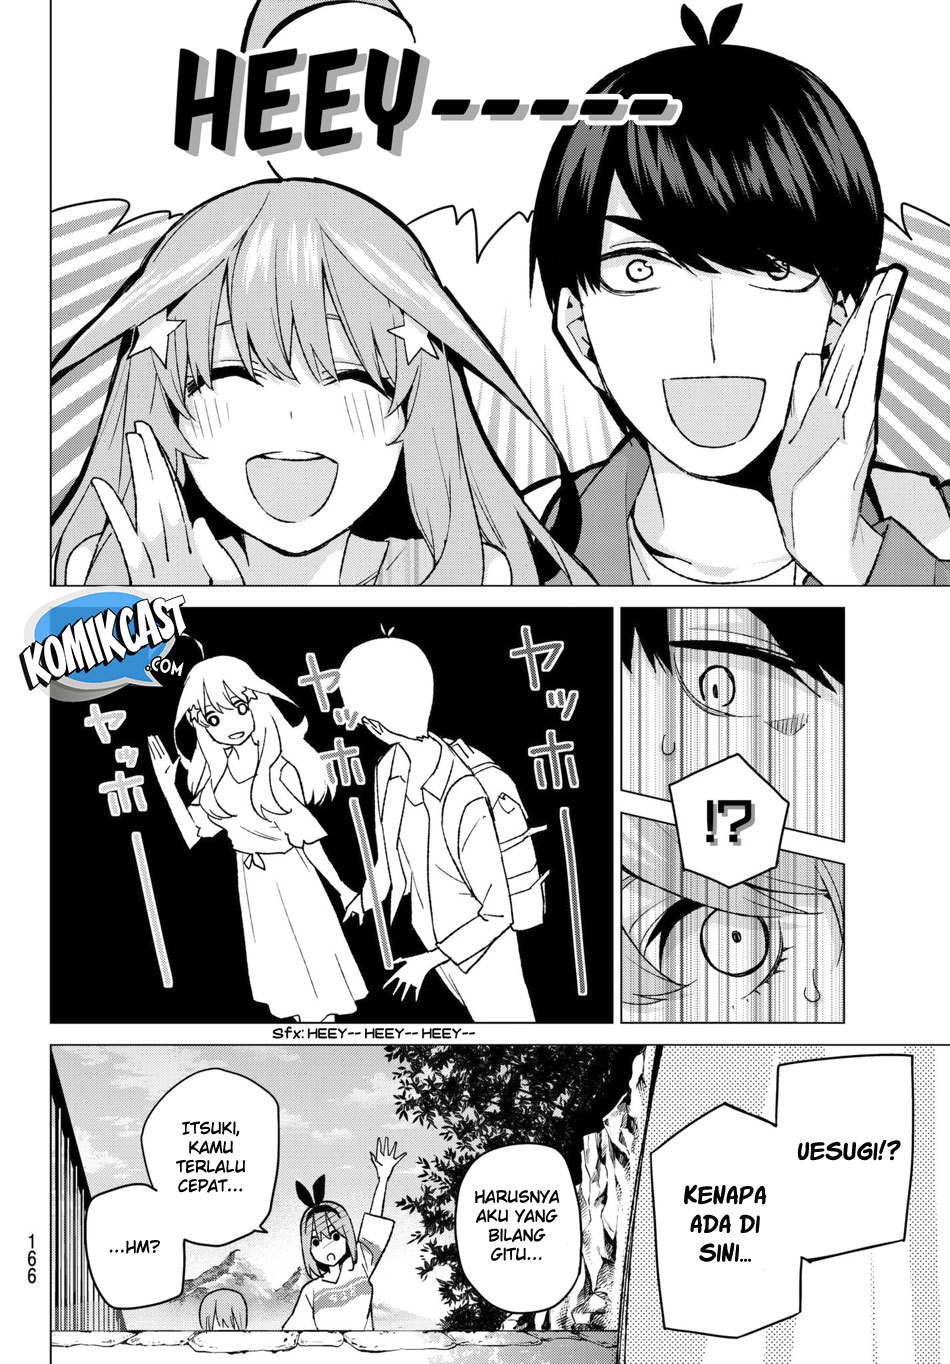 HEEY-----
KOMIKCAST
.COM
!?
ヤッホー
ヤッホー
ヤッホー
Sfx: HEEY-- HEEY-- HEEY--
UESUGI!?
KENAPA
ADA DI
SINI...
HARUSNYA
AKU YANG
BILANG
GITU...
ITSUKI,
KAMU
TERLALU
CEPAT...
...HM?
166